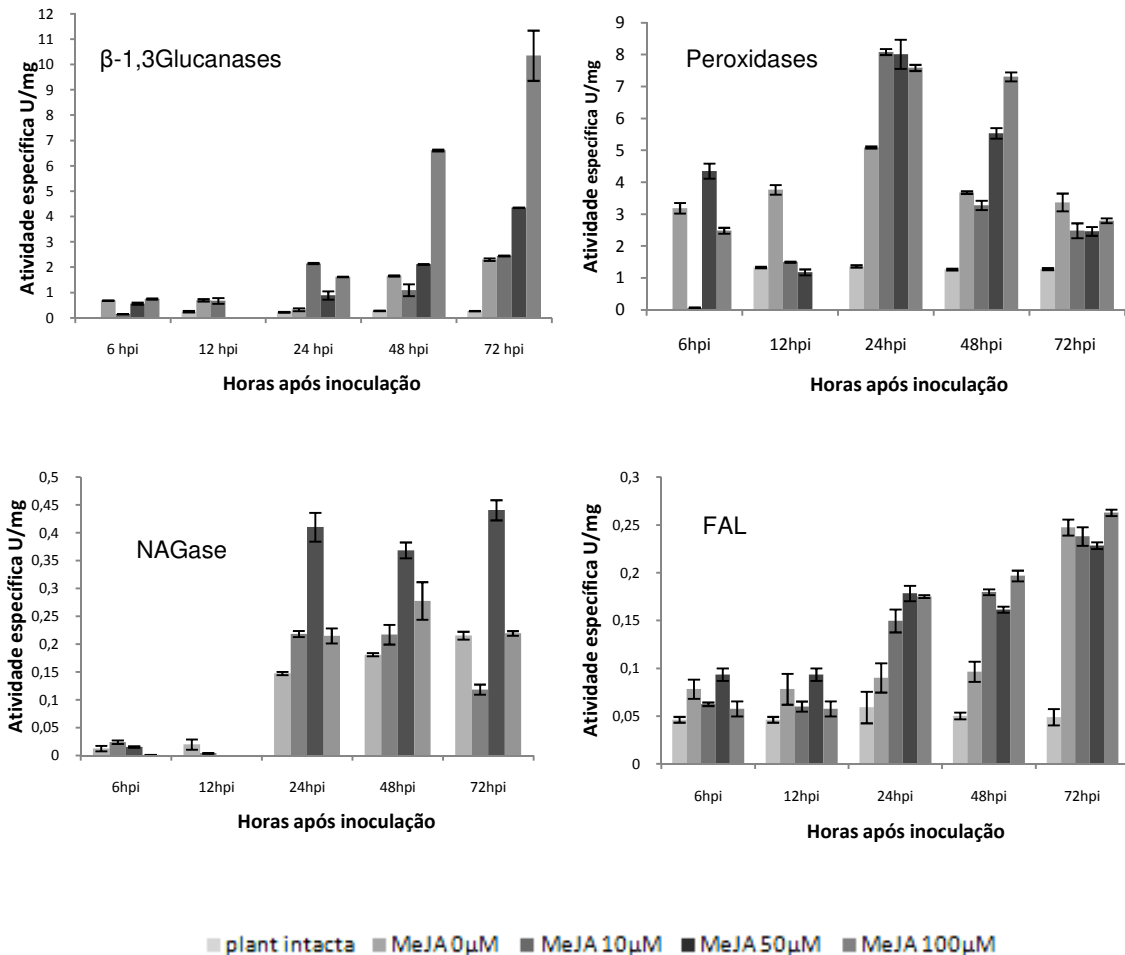 β-1,3Glucanases
Atividade específica U/mg
12
11
10
9
8
7
6
5
4
3
2
1
0
6 hpi 12 hpi 24 hpi 48 hpi 72 hpi
Horas após inoculação
Peroxidases
Atividade específica U/mg
9
8
7
6
5
4
3
2
1
0
6hpi 12hpi 24hpi 48hpi 72hpi
Horas após inoculação
NAGase
Atividade específica U/mg
0,5
0,45
0,4
0,35
0,3
0,25
0,2
0,15
0,1
0,05
0
6hpi 12hpi 24hpi 48hpi 72hpi
Horas após inoculação
FAL
Atividade específica U/mg
0,3
0,25
0,2
0,15
0,1
0,05
0
6hpi 12hpi 24hpi 48hpi 72hpi
Horas após inoculação
plant intacta MeJA 0µM MeJA 10µM MeJA 50µM MeJA 100µM